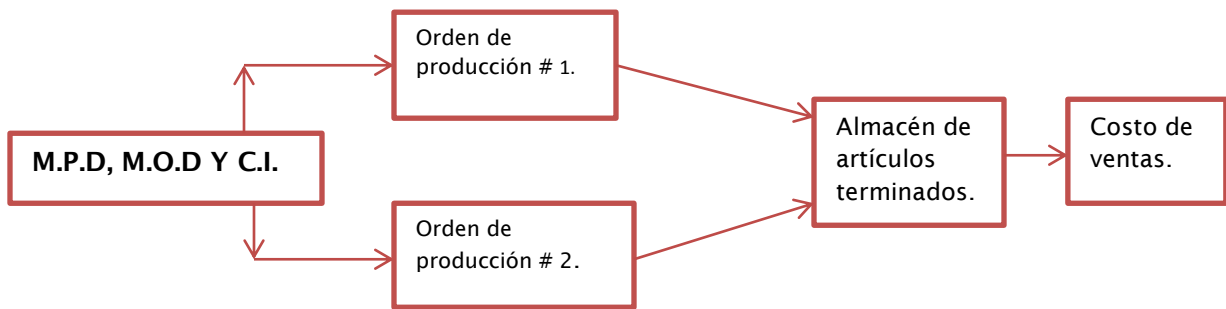 Orden de
producción # 1.
M.P.D, M.O.D Y C.I.
Orden de
producción # 2.
Almacén de
artículos
terminados.
Costo de
ventas.